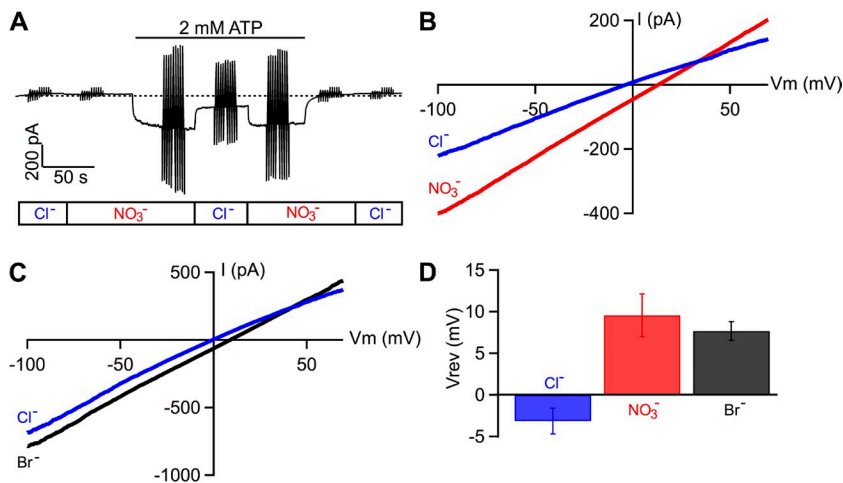 A
2 mM ATP
200 pA
50 s
Cl⁻ NO₃⁻ Cl⁻ NO₃⁻ Cl⁻
B
I (pA)
200
Vm (mV)
-100 -50 50
Cl⁻
-200
NO₃⁻
-400
C
I (pA)
500
Vm (mV)
-100 -50 50
-500
Cl⁻
Br⁻
-1000
D
15
10
5
0
-5
Vrev (mV)
Cl⁻
NO₃⁻ Br⁻